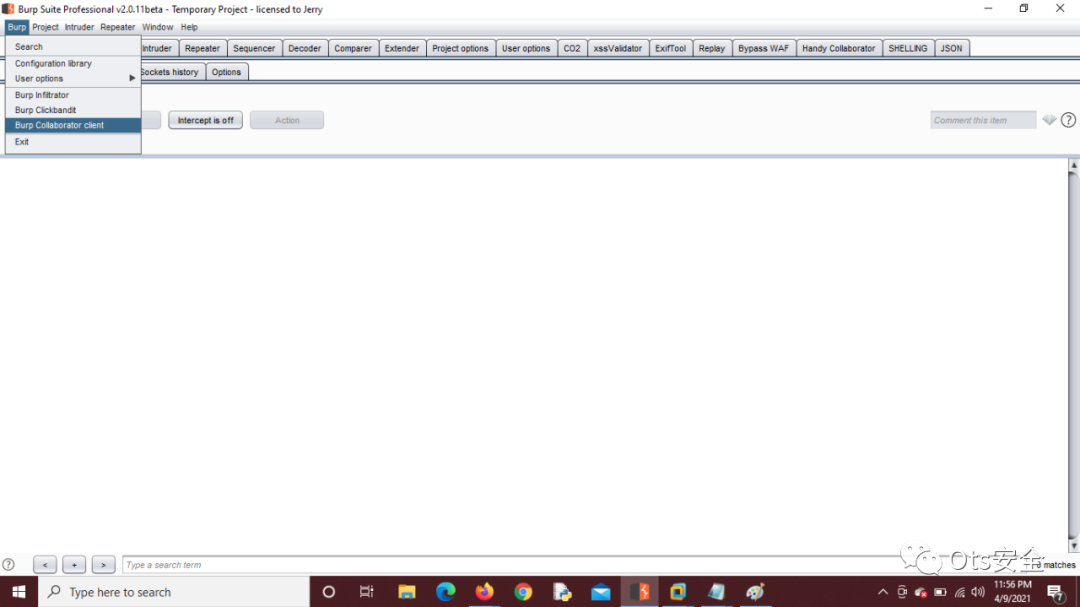 Burp Suite Professional v2.0.11beta - Temporary Project - licensed to Jerry
Burp Project Intruder Repeater Window Help
Intruder Repeater Sequencer Decoder Comparer Extender Project options User options CO2 xssValidator ExifTool Replay Bypass WAF Handy Collaborator SHELLING JSON
Search
Configuration library
User options
Sockets history Options
Burp Infiltrator
Burp Clickbandit
Burp Collaborator client
Exit
Intercept is off Action Comment this item ?
? < + > Type a search term matches
Ots安全
Type here to search
11:56 PM
4/9/2021
7